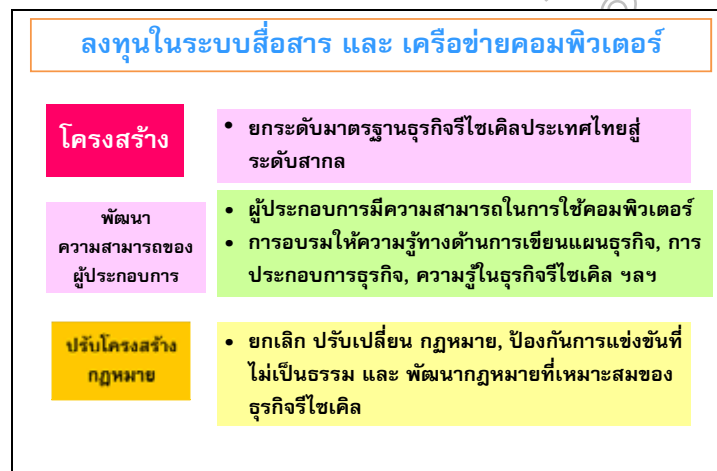 ลงทุนในระบบสื่อสาร และ เครือข่ายคอมพิวเตอร์
โครงสร้าง
• ยกระดับมาตรฐานธุรกิจรีไซเคิลประเทศไทยสู่
ระดับสากล
พัฒนา
ความสามารถของ
ผู้ประกอบการ
• ผู้ประกอบการมีความสามารถในการใช้คอมพิวเตอร์
• การอบรมให้ความรู้ทางด้านการเขียนแผนธุรกิจ, การ
ประกอบการธุรกิจ, ความรู้ในธุรกิจรีไซเคิล ฯลฯ
ปรับโครงสร้าง
กฎหมาย
• ยกเลิก ปรับเปลี่ยน กฎหมาย, ป้องกันการแข่งขันที่
ไม่เป็นธรรม และ พัฒนากฎหมายที่เหมาะสมของ
ธุรกิจรีไซเคิล